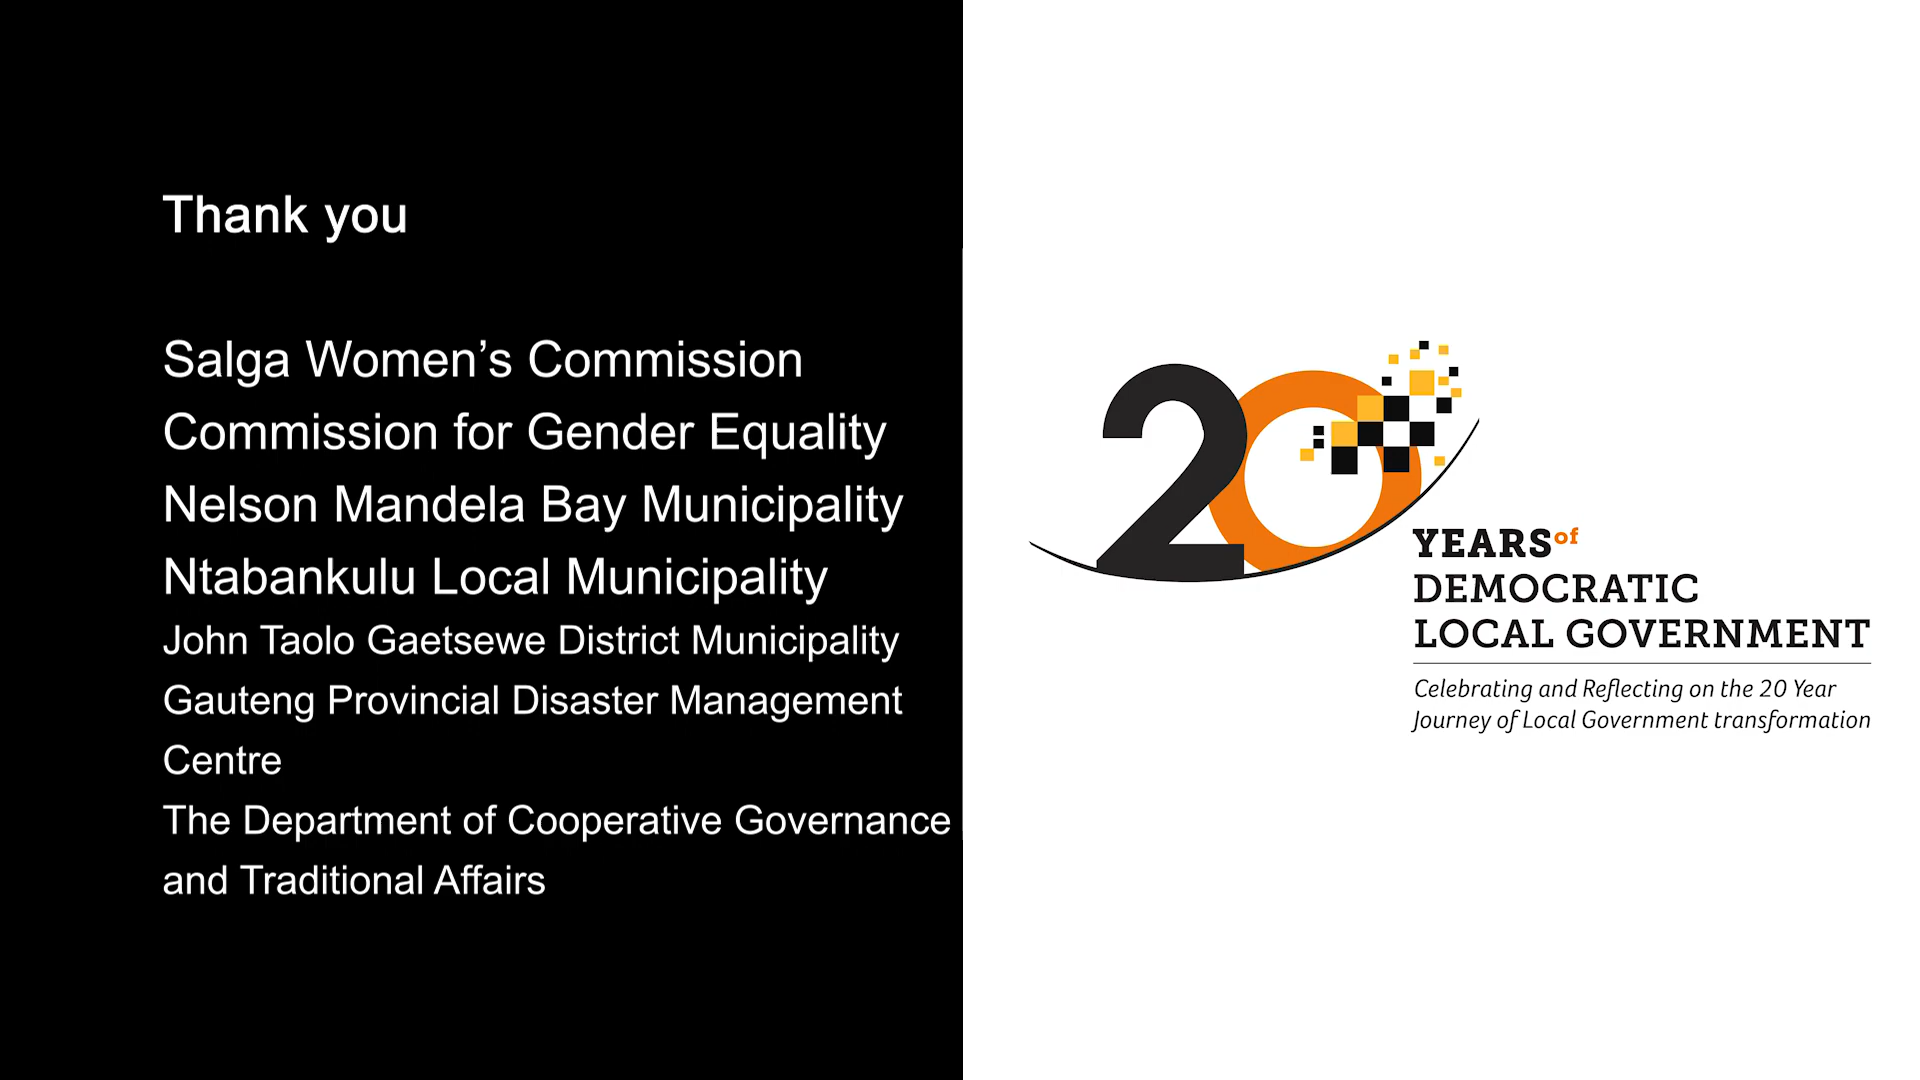 Thank you
Salga Women’s Commission
Commission for Gender Equality
Nelson Mandela Bay Municipality
Ntabankulu Local Municipality
John Taolo Gaetsewe District Municipality
Gauteng Provincial Disaster Management
Centre
The Department of Cooperative Governance
and Traditional Affairs
20
YEARS of
DEMOCRATIC
LOCAL GOVERNMENT
Celebrating and Reflecting on the 20 Year
Journey of Local Government transformation